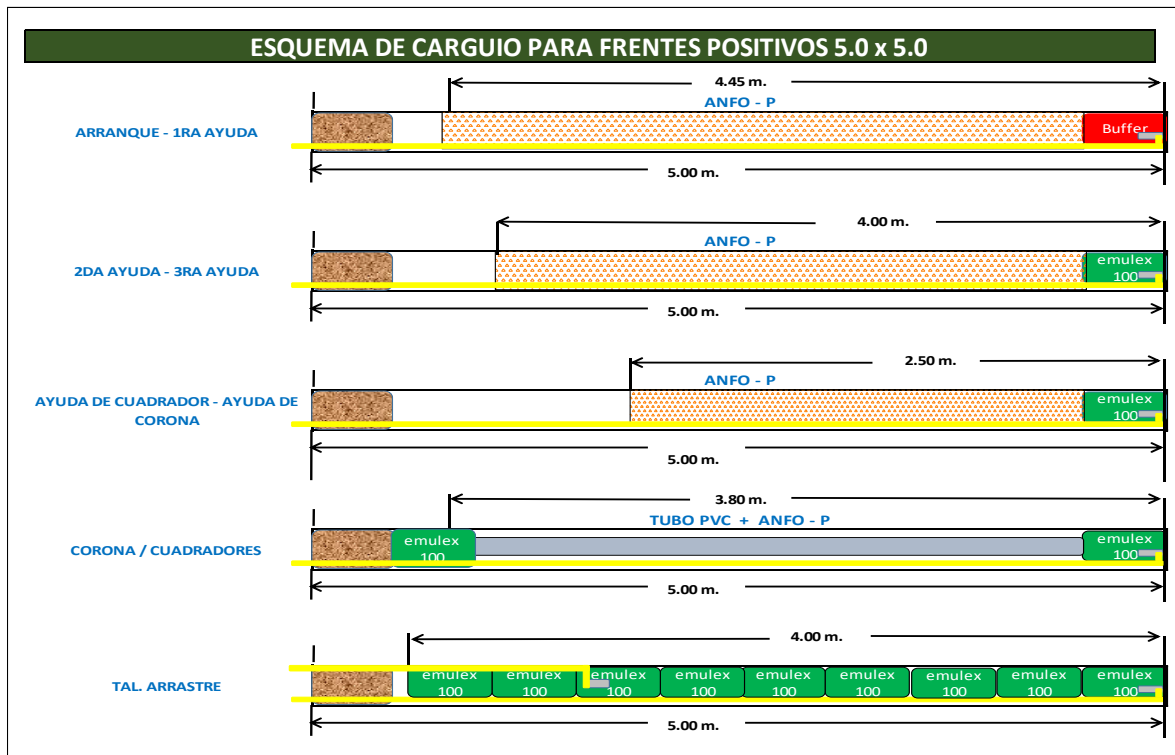 ESQUEMA DE CARGUIO PARA FRENTES POSITIVOS 5.0 x 5.0
4.45 m.
ANFO - P
ARRANQUE - 1RA AYUDA
Buffer
5.00 m.
4.00 m.
ANFO - P
2DA AYUDA - 3RA AYUDA
emulex
100
5.00 m.
2.50 m.
ANFO - P
AYUDA DE CUADRADOR - AYUDA DE
CORONA
emulex
100
5.00 m.
3.80 m.
TUBO PVC + ANFO - P
CORONA / CUADRADORES
emulex
100
emulex
100
5.00 m.
4.00 m.
TAL. ARRASTRE
emulex
100
emulex
100
emulex
100
emulex
100
emulex
100
emulex
100
emulex
100
emulex
100
emulex
100
5.00 m.